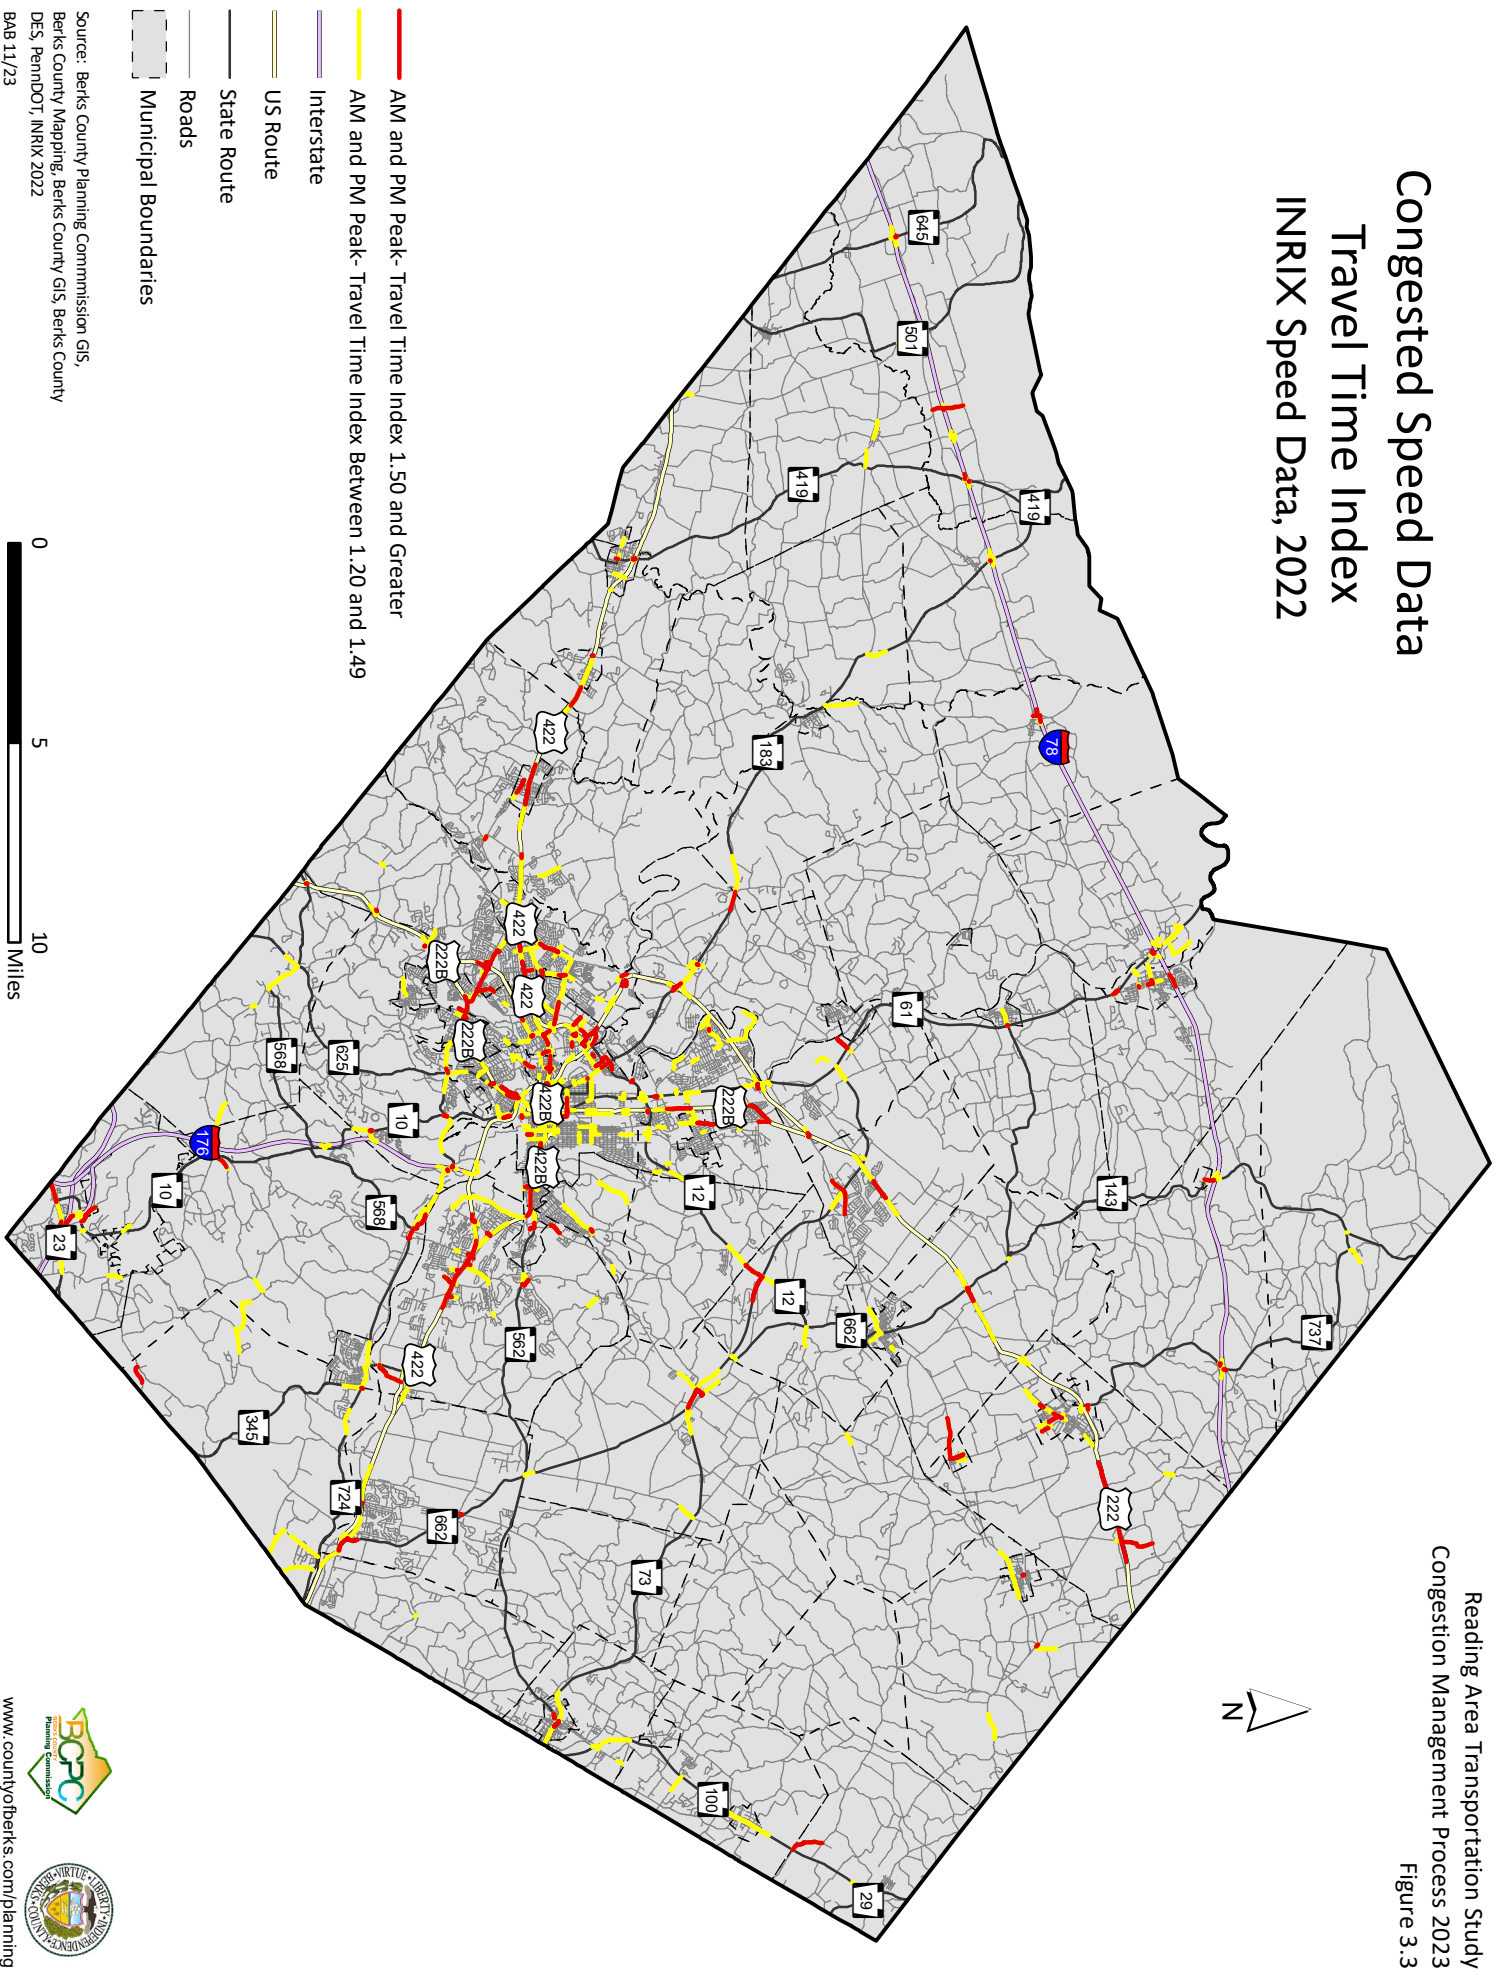 Congested Speed Data
Travel Time Index
INRIX Speed Data, 2022
Reading Area Transportation Study
Congestion Management Process 2023
Figure 3.3
645
501
419
419
78
183
422
422
422
222B
222B
222B
422B
422B
61
143
737
12
12
662
662
222
73
562
422
568
568
625
10
10
176
23
345
724
100
29
N
AM and PM Peak- Travel Time Index 1.50 and Greater
AM and PM Peak- Travel Time Index Between 1.20 and 1.49
Interstate
US Route
State Route
Roads
Municipal Boundaries
Source: Berks County Planning Commmission GIS,
Berks County Mapping, Berks County GIS, Berks County
DES, PennDOT, INRIX 2022
BAB 11/23
0 5 10
Miles
BCPC
Planning Commission
www.countyofberks.com/planning